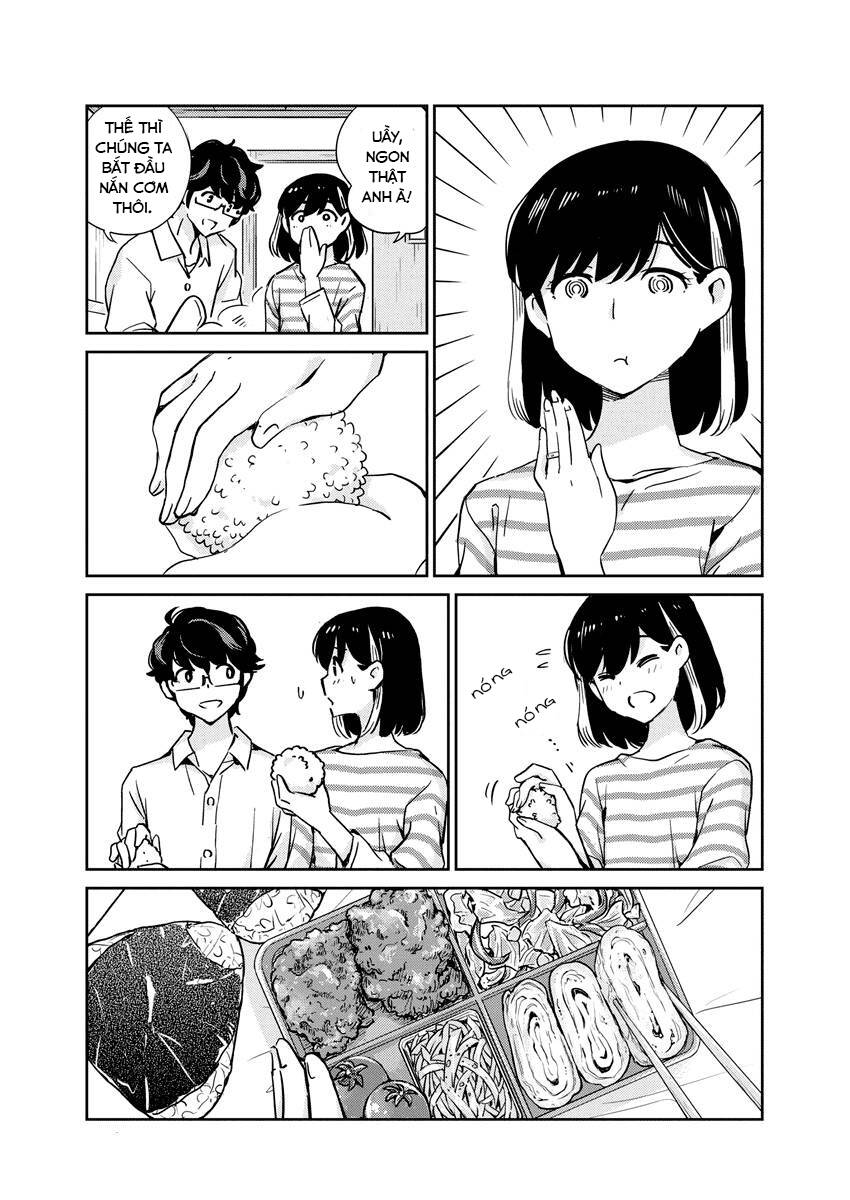 UẦY,
NGON
THẬT
ANH À!
THẾ THÌ
CHÚNG TA
BẮT ĐẦU
NẮN CƠM
THÔI.
NÓNG
NÓNG